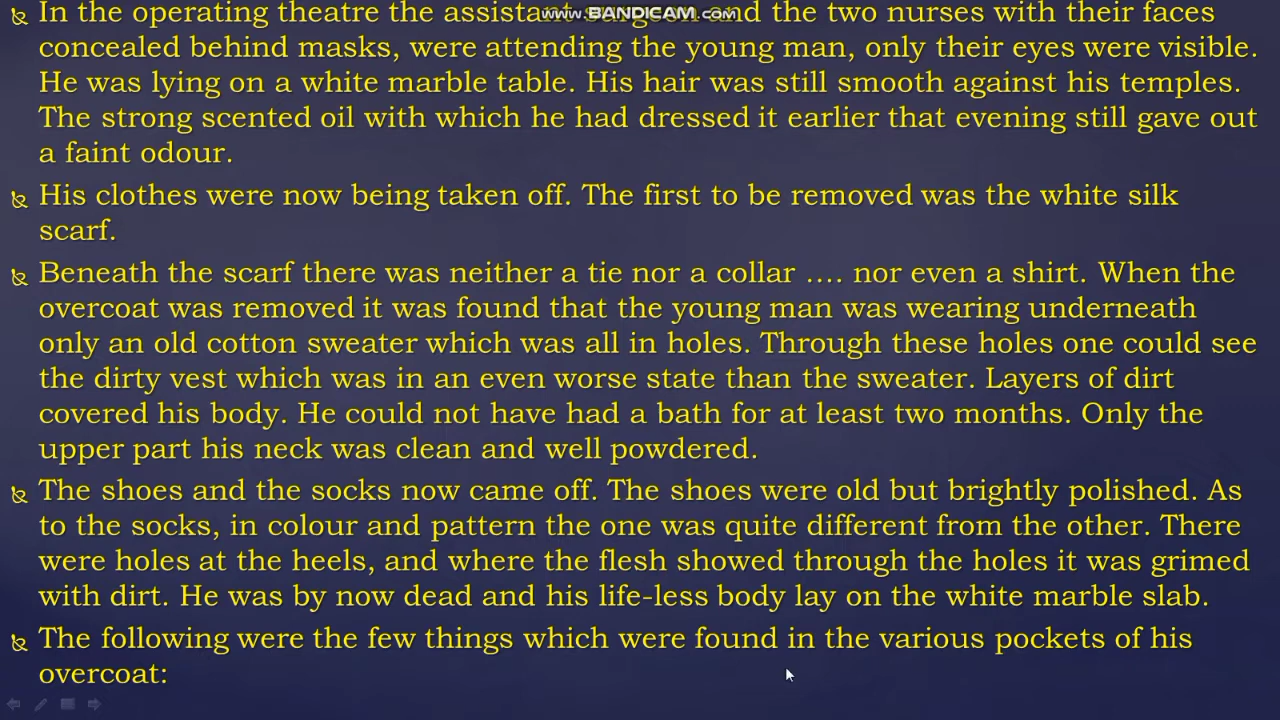 In the operating theatre the assistant and the two nurses with their faces
www.BANDICAM.com
concealed behind masks, were attending the young man, only their eyes were visible.
He was lying on a white marble table. His hair was still smooth against his temples.
The strong scented oil with which he had dressed it earlier that evening still gave out
a faint odour.
His clothes were now being taken off. The first to be removed was the white silk
scarf.
Beneath the scarf there was neither a tie nor a collar …. nor even a shirt. When the
overcoat was removed it was found that the young man was wearing underneath
only an old cotton sweater which was all in holes. Through these holes one could see
the dirty vest which was in an even worse state than the sweater. Layers of dirt
covered his body. He could not have had a bath for at least two months. Only the
upper part his neck was clean and well powdered.
The shoes and the socks now came off. The shoes were old but brightly polished. As
to the socks, in colour and pattern the one was quite different from the other. There
were holes at the heels, and where the flesh showed through the holes it was grimed
with dirt. He was by now dead and his life-less body lay on the white marble slab.
The following were the few things which were found in the various pockets of his
overcoat: